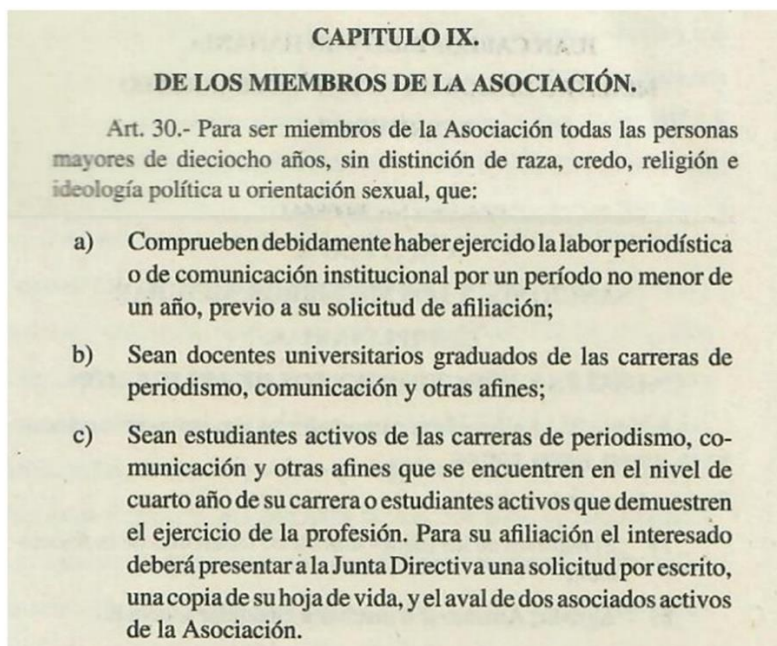 CAPITULO IX.
DE LOS MIEMBROS DE LA ASOCIACIÓN.
Art. 30.- Para ser miembros de la Asociación todas las personas
mayores de dieciocho años, sin distinción de raza, credo, religión e
ideología política u orientación sexual, que:
a) Comprueben debidamente haber ejercido la labor periodística
o de comunicación institucional por un período no menor de
un año, previo a su solicitud de afiliación;
b) Sean docentes universitarios graduados de las carreras de
periodismo, comunicación y otras afines;
c) Sean estudiantes activos de las carreras de periodismo, co-
municación y otras afines que se encuentren en el nivel de
cuarto año de su carrera o estudiantes activos que demuestren
el ejercicio de la profesión. Para su afiliación el interesado
deberá presentar a la Junta Directiva una solicitud por escrito,
una copia de su hoja de vida, y el aval de dos asociados activos
de la Asociación.